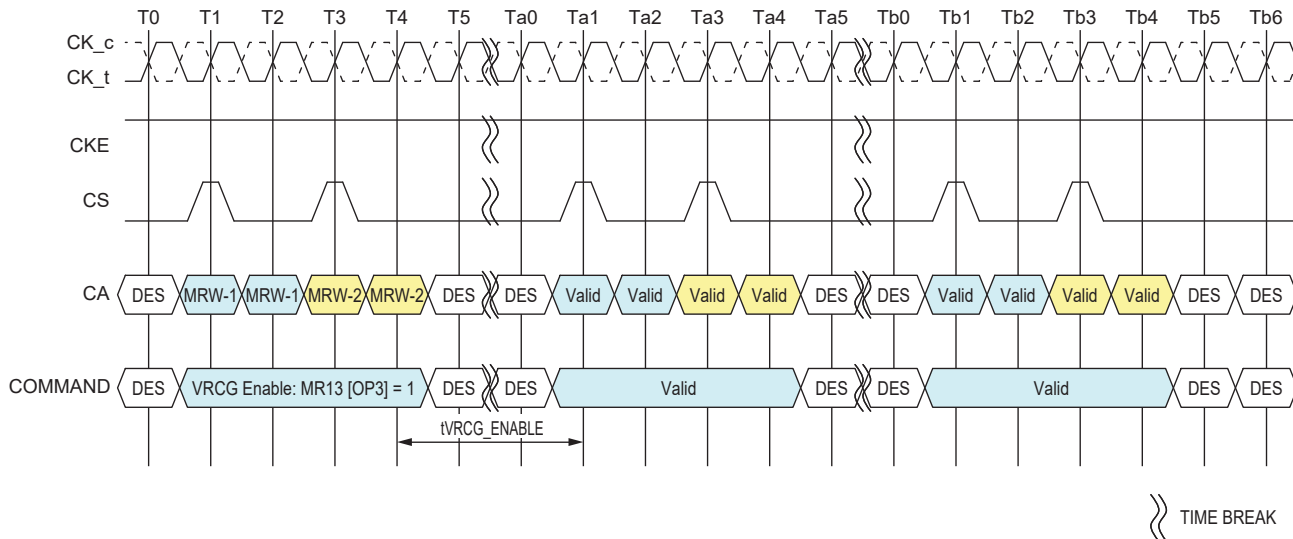 T0 T1 T2 T3 T4 T5 Ta0 Ta1 Ta2 Ta3 Ta4 Ta5 Tb0 Tb1 Tb2 Tb3 Tb4 Tb5 Tb6
CK_c
CK_t
CKE
CS
CA DES MRW-1 MRW-1 MRW-2 MRW-2 DES DES Valid Valid Valid Valid DES DES Valid Valid Valid Valid DES DES
COMMAND DES VRCG Enable: MR13 [OP3] = 1 DES DES Valid DES DES Valid DES DES
tVRCG_ENABLE
TIME BREAK